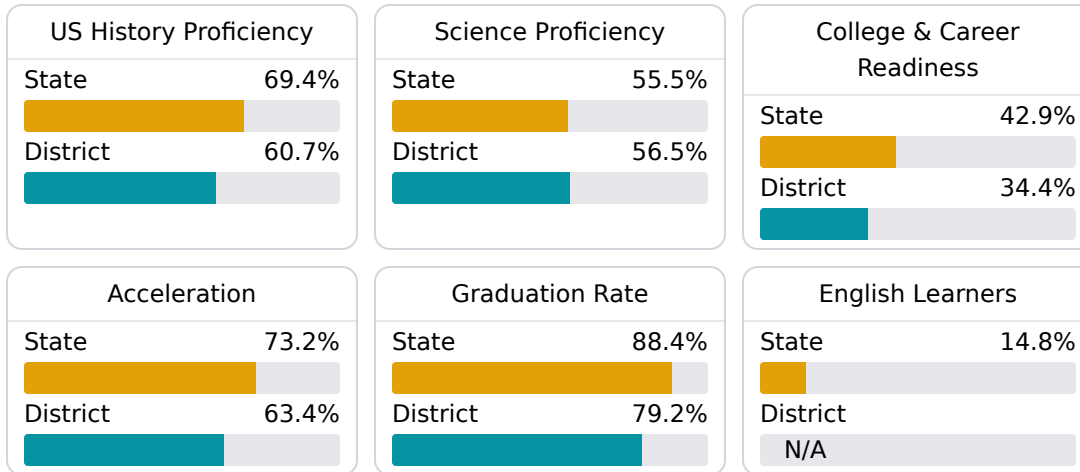 US History Proficiency
State 69.4%
District 60.7%
Science Proficiency
State 55.5%
District 56.5%
College & Career
Readiness
State 42.9%
District 34.4%
Acceleration
State 73.2%
District 63.4%
Graduation Rate
State 88.4%
District 79.2%
English Learners
State 14.8%
District
N/A